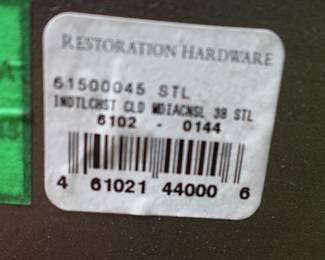 RESTORATION HARDWARE
61500045 STL
INDTLCHST CLD MDIACNSL 38 STL
6102 - 0144
4 61021 44000 6